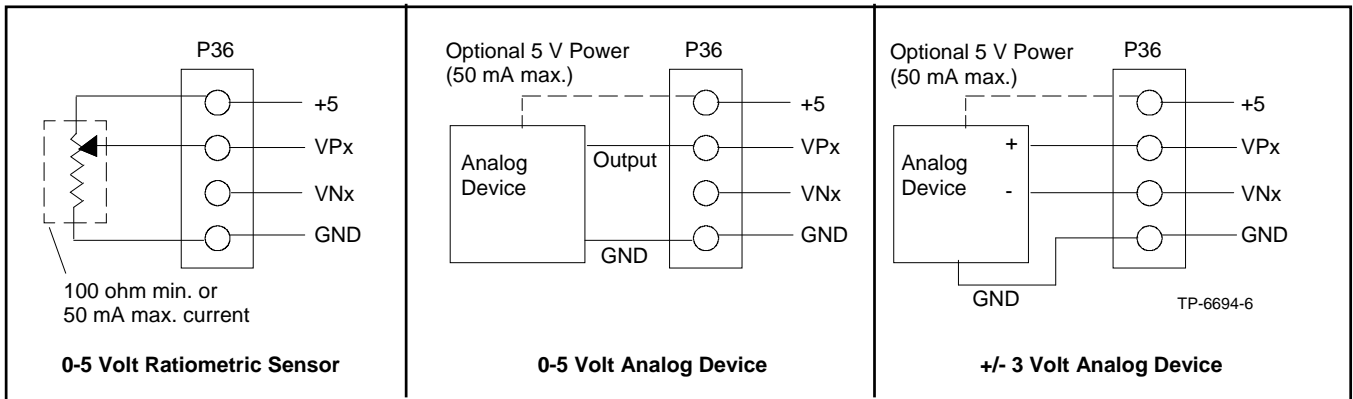 P36
+5
VPx
VNx
GND
100 ohm min. or
50 mA max. current
0-5 Volt Ratiometric Sensor
Optional 5 V Power
(50 mA max.)
P36
Analog
Device
Output
GND
+5
VPx
VNx
GND
0-5 Volt Analog Device
Optional 5 V Power
(50 mA max.)
P36
Analog
Device
+
-
GND
+5
VPx
VNx
GND
TP-6694-6
+/- 3 Volt Analog Device